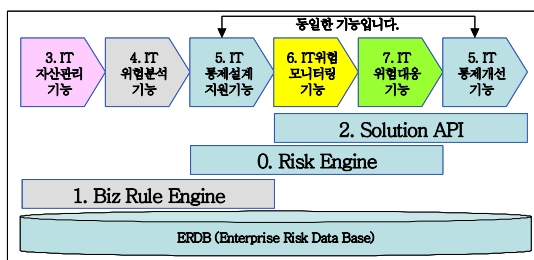 동일한 기능입니다.
3. IT
자산관리
기능
4. IT
위험분석
기능
5. IT
통제설계
지원기능
6. IT위험
모니터링
기능
7. IT
위험대응
기능
5. IT
통제개선
기능
2. Solution API
0. Risk Engine
1. Biz Rule Engine
ERDB (Enterprise Risk Data Base)